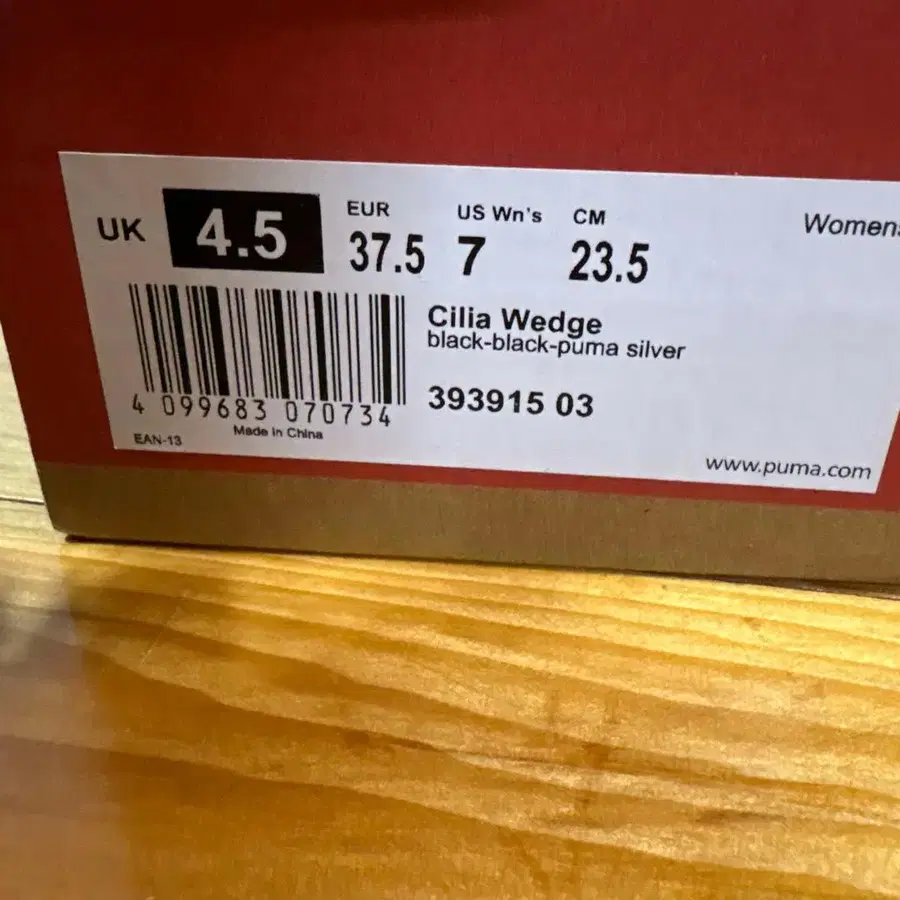 UK 4.5 EUR 37.5 US Wn's 7 CM 23.5 Womens
Cilia Wedge
black-black-puma silver
393915 03
4 099683 070734
EAN-13 Made in China
www.puma.com